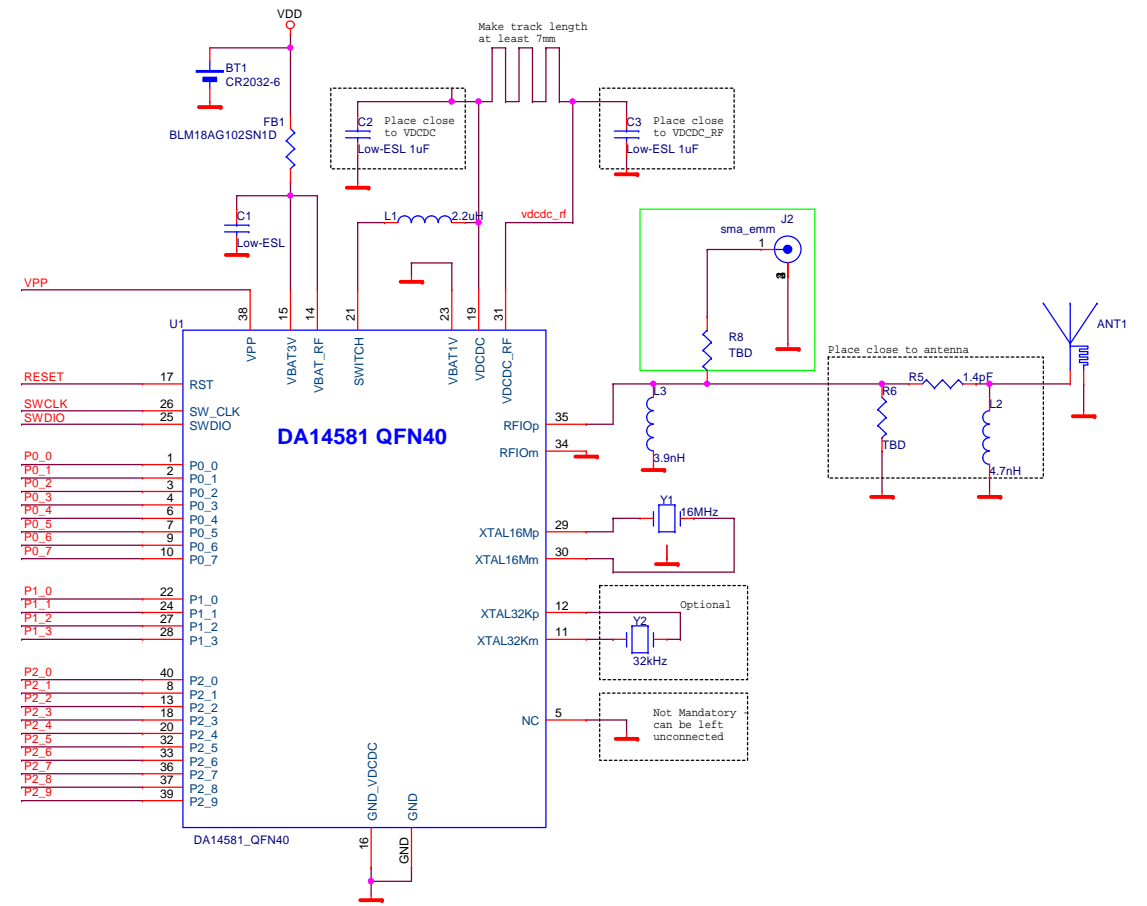 VDD
Make track length
at least 7mm
BT1
CR2032-6
FB1
BLM18AG102SN1D
C2
Place close
to VDCDC
Low-ESL 1uF
C3
Place close
to VDCDC_RF
Low-ESL 1uF
C1
Low-ESL
L1
2.2uH
vdcdc_rf
J2
sma_emm
1
R8
TBD
ANT1
VPP
38
15
14
21
23
19
31
U1
VPP
VBAT3V
VBAT_RF
SWITCH
VBAT1V
VDCDC
VDCDC_RF
Place close to antenna
R5
1.4pF
R6
TBD
L2
4.7nH
L3
3.9nH
RESET
17
RST
SWCLK
26
SW_CLK
SWDIO
25
SWDIO
DA14581 QFN40
RFIOp
35
RFIOm
34
P0_0
1
P0_0
P0_1
2
P0_1
P0_2
3
P0_2
P0_3
4
P0_3
P0_4
6
P0_4
P0_5
7
P0_5
P0_6
9
P0_6
P0_7
10
P0_7
Y1
16MHz
XTAL16Mp
29
XTAL16Mm
30
P1_0
22
P1_0
P1_1
24
P1_1
P1_2
27
P1_2
P1_3
28
P1_3
Optional
XTAL32Kp
12
XTAL32Km
11
Y2
32kHz
P2_0
40
P2_0
P2_1
8
P2_1
P2_2
13
P2_2
P2_3
18
P2_3
P2_4
20
P2_4
P2_5
32
P2_5
P2_6
33
P2_6
P2_7
36
P2_7
P2_8
37
P2_8
P2_9
39
P2_9
NC
5
Not Mandatory
can be left
unconnected
GND_VDCDC
GND
16
GND
DA14581_QFN40